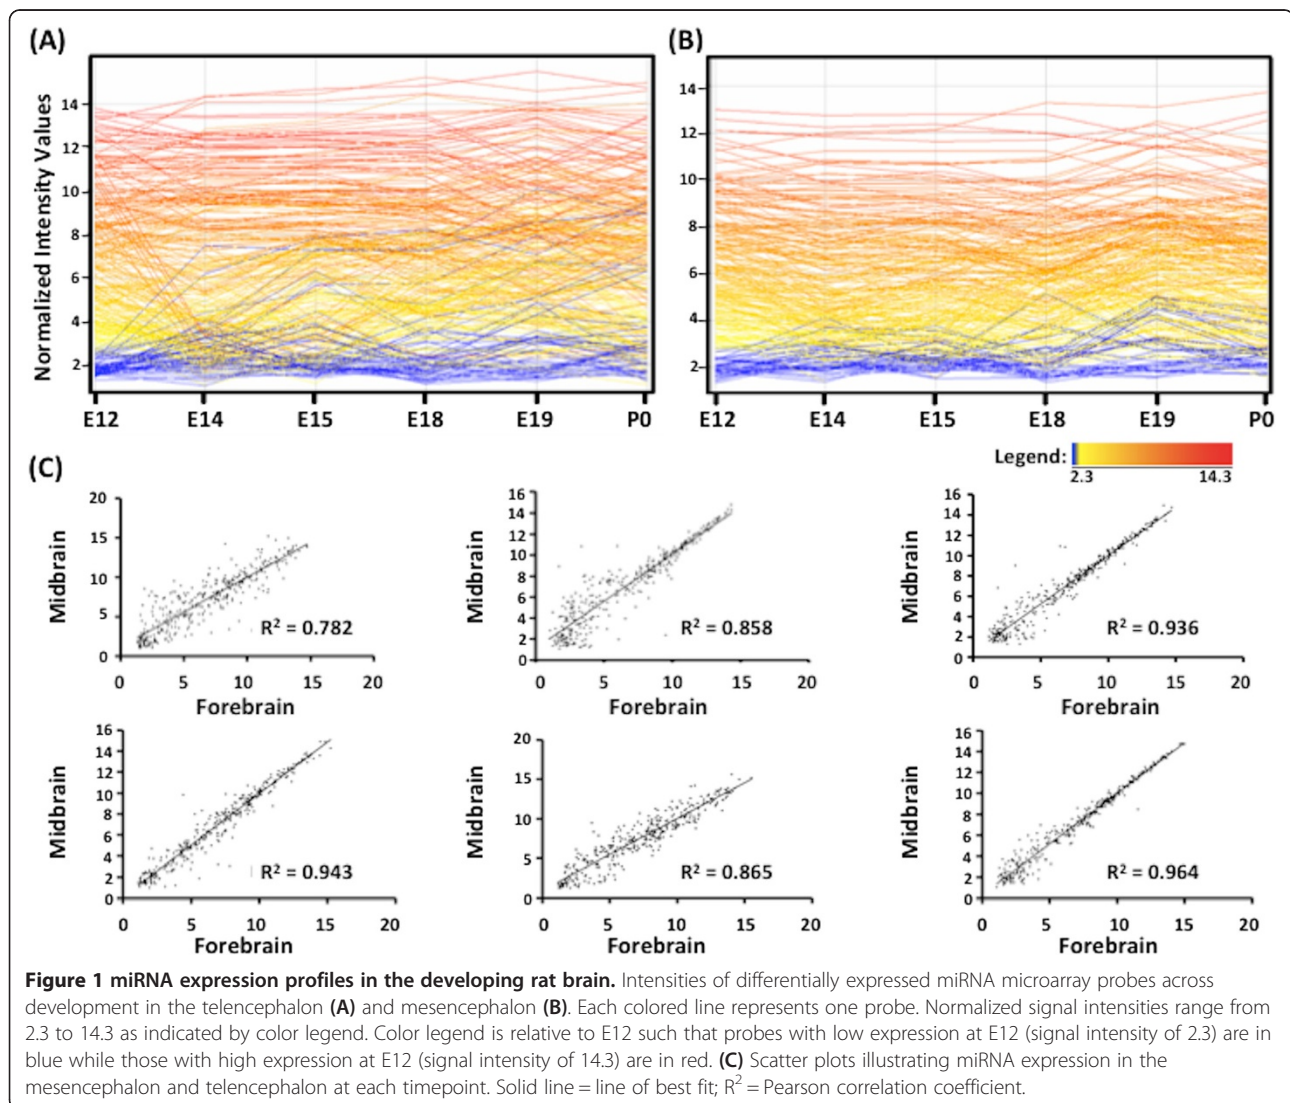 (A)
(B)
Normalized Intensity Values
14
12
10
8
6
4
2
E12 E14 E15 E18 E19 P0
14
12
10
8
6
4
2
E12 E14 E15 E18 E19 P0
Legend:
2.3 14.3
(C)
Midbrain
20
15
10
5
0
R² = 0.782
0 5 10 15 20
Forebrain
Midbrain
16
14
12
10
8
6
4
2
0
R² = 0.858
0 5 10 15 20
Forebrain
Midbrain
16
14
12
10
8
6
4
2
0
R² = 0.936
0 5 10 15 20
Forebrain
Midbrain
16
14
12
10
8
6
4
2
0
R² = 0.943
0 5 10 15 20
Forebrain
Midbrain
20
15
10
5
0
R² = 0.865
0 5 10 15 20
Forebrain
Midbrain
16
14
12
10
8
6
4
2
0
R² = 0.964
0 5 10 15 20
Forebrain
Figure 1 miRNA expression profiles in the developing rat brain. Intensities of differentially expressed miRNA microarray probes across
development in the telencephalon (A) and mesencephalon (B). Each colored line represents one probe. Normalized signal intensities range from
2.3 to 14.3 as indicated by color legend. Color legend is relative to E12 such that probes with low expression at E12 (signal intensity of 2.3) are in
blue while those with high expression at E12 (signal intensity of 14.3) are in red. (C) Scatter plots illustrating miRNA expression in the
mesencephalon and telencephalon at each timepoint. Solid line = line of best fit; R² = Pearson correlation coefficient.